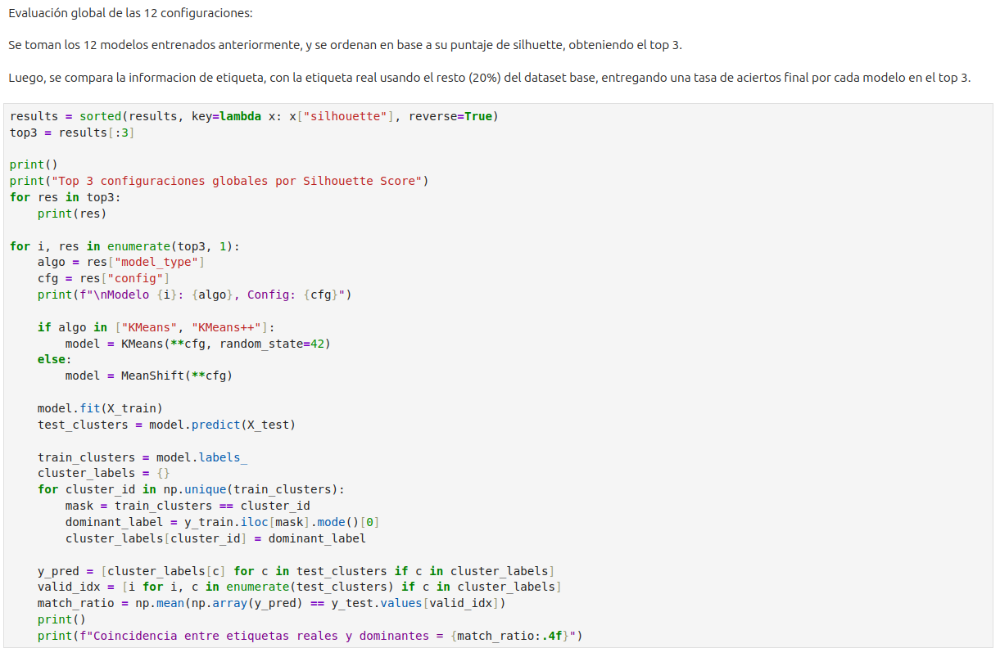 Evaluación global de las 12 configuraciones:
Se toman los 12 modelos entrenados anteriormente, y se ordenan en base a su puntaje de silhuette, obteniendo el top 3.
Luego, se compara la informacion de etiqueta, con la etiqueta real usando el resto (20%) del dataset base, entregando una tasa de aciertos final por cada modelo en el top 3.
results = sorted(results, key=lambda x: x["silhouette"], reverse=True)
top3 = results[:3]

print()
print("Top 3 configuraciones globales por Silhouette Score")
for res in top3:
    print(res)

for i, res in enumerate(top3, 1):
    algo = res["model_type"]
    cfg = res["config"]
    print(f"\nModelo {i}: {algo}, Config: {cfg}")

    if algo in ["KMeans", "KMeans++"]:
        model = KMeans(**cfg, random_state=42)
    else:
        model = MeanShift(**cfg)

    model.fit(X_train)
    test_clusters = model.predict(X_test)

    train_clusters = model.labels_
    cluster_labels = {}
    for cluster_id in np.unique(train_clusters):
        mask = train_clusters == cluster_id
        dominant_label = y_train.iloc[mask].mode()[0]
        cluster_labels[cluster_id] = dominant_label

    y_pred = [cluster_labels[c] for c in test_clusters if c in cluster_labels]
    valid_idx = [i for i, c in enumerate(test_clusters) if c in cluster_labels]
    match_ratio = np.mean(np.array(y_pred) == y_test.values[valid_idx])
    print()
    print(f"Coincidencia entre etiquetas reales y dominantes = {match_ratio:.4f}")